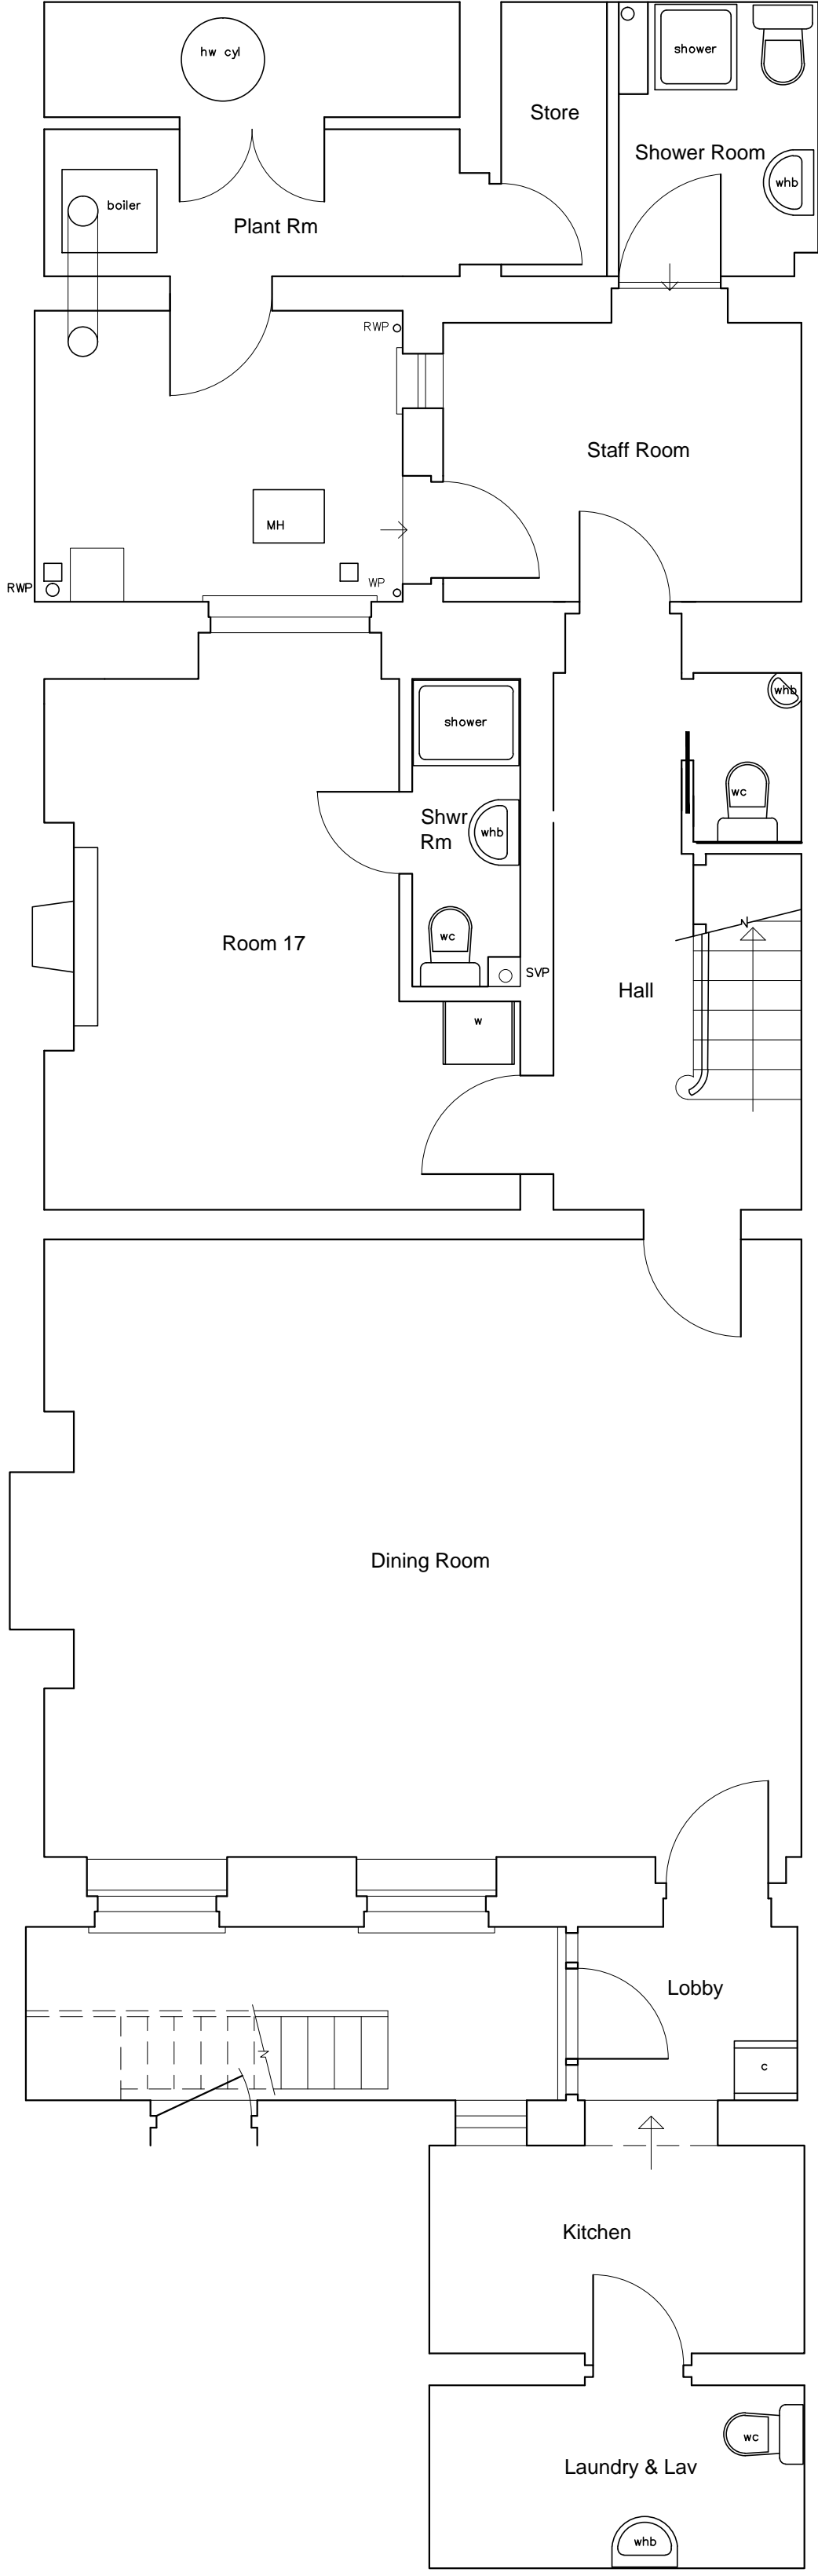 hw cyl
shower
Store
Shower Room
whb
boiler
Plant Rm
RWP
Staff Room
MH
RWP
WP
whb
shower
wc
Shwr
Rm
whb
Room 17
wc
SVP
Hall
N
w
Dining Room
Lobby
c
Kitchen
wc
Laundry & Lav
whb